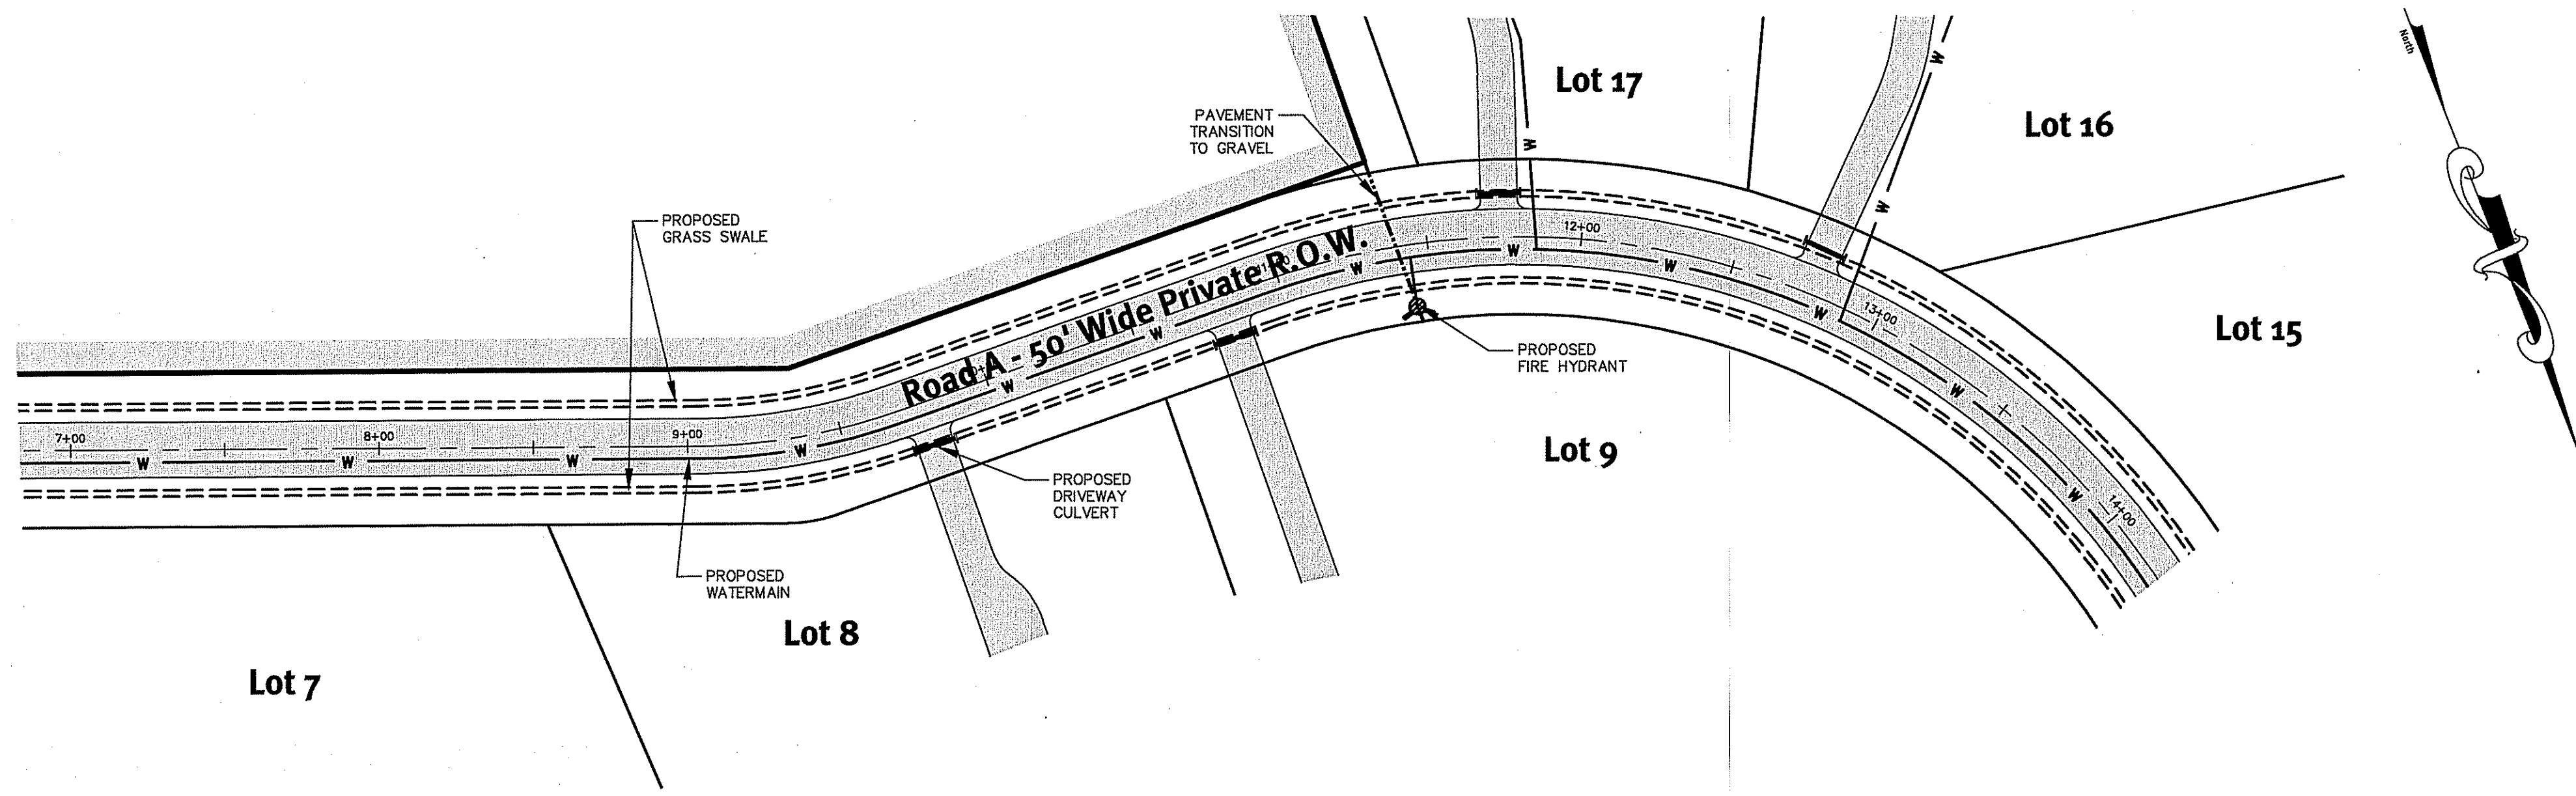 North
Lot 17
Lot 16
PAVEMENT
TRANSITION
TO GRAVEL
PROPOSED
GRASS SWALE
W
W
W
W
12+00
Road A - 50' Wide Private R.O.W.
W
W
W
W
W
W
13+00
Lot 15
PROPOSED
FIRE HYDRANT
W
7+00
8+00
9+00
W
W
W
W
W
Lot 9
PROPOSED
DRIVEWAY
CULVERT
W
14+00
PROPOSED
WATERMAIN
Lot 8
Lot 7